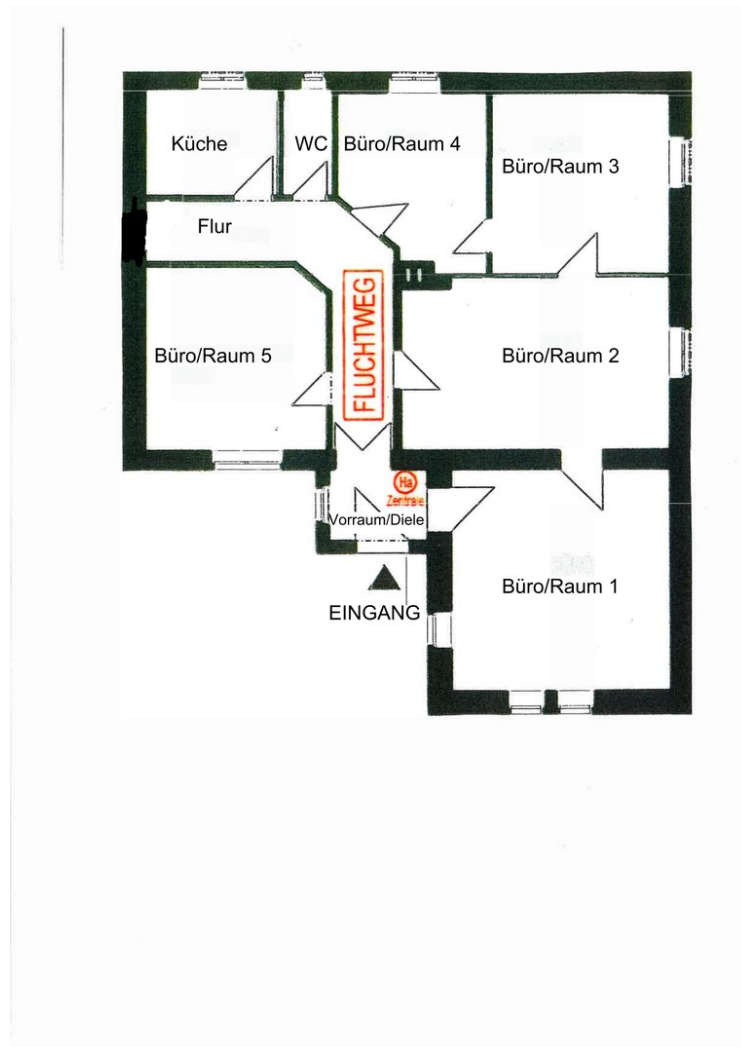 Küche
WC
Büro/Raum 4
Büro/Raum 3
Flur
FLUCHTWEG
Büro/Raum 5
Büro/Raum 2
Ha
Zentrale
Vorraum/Diele
Büro/Raum 1
EINGANG